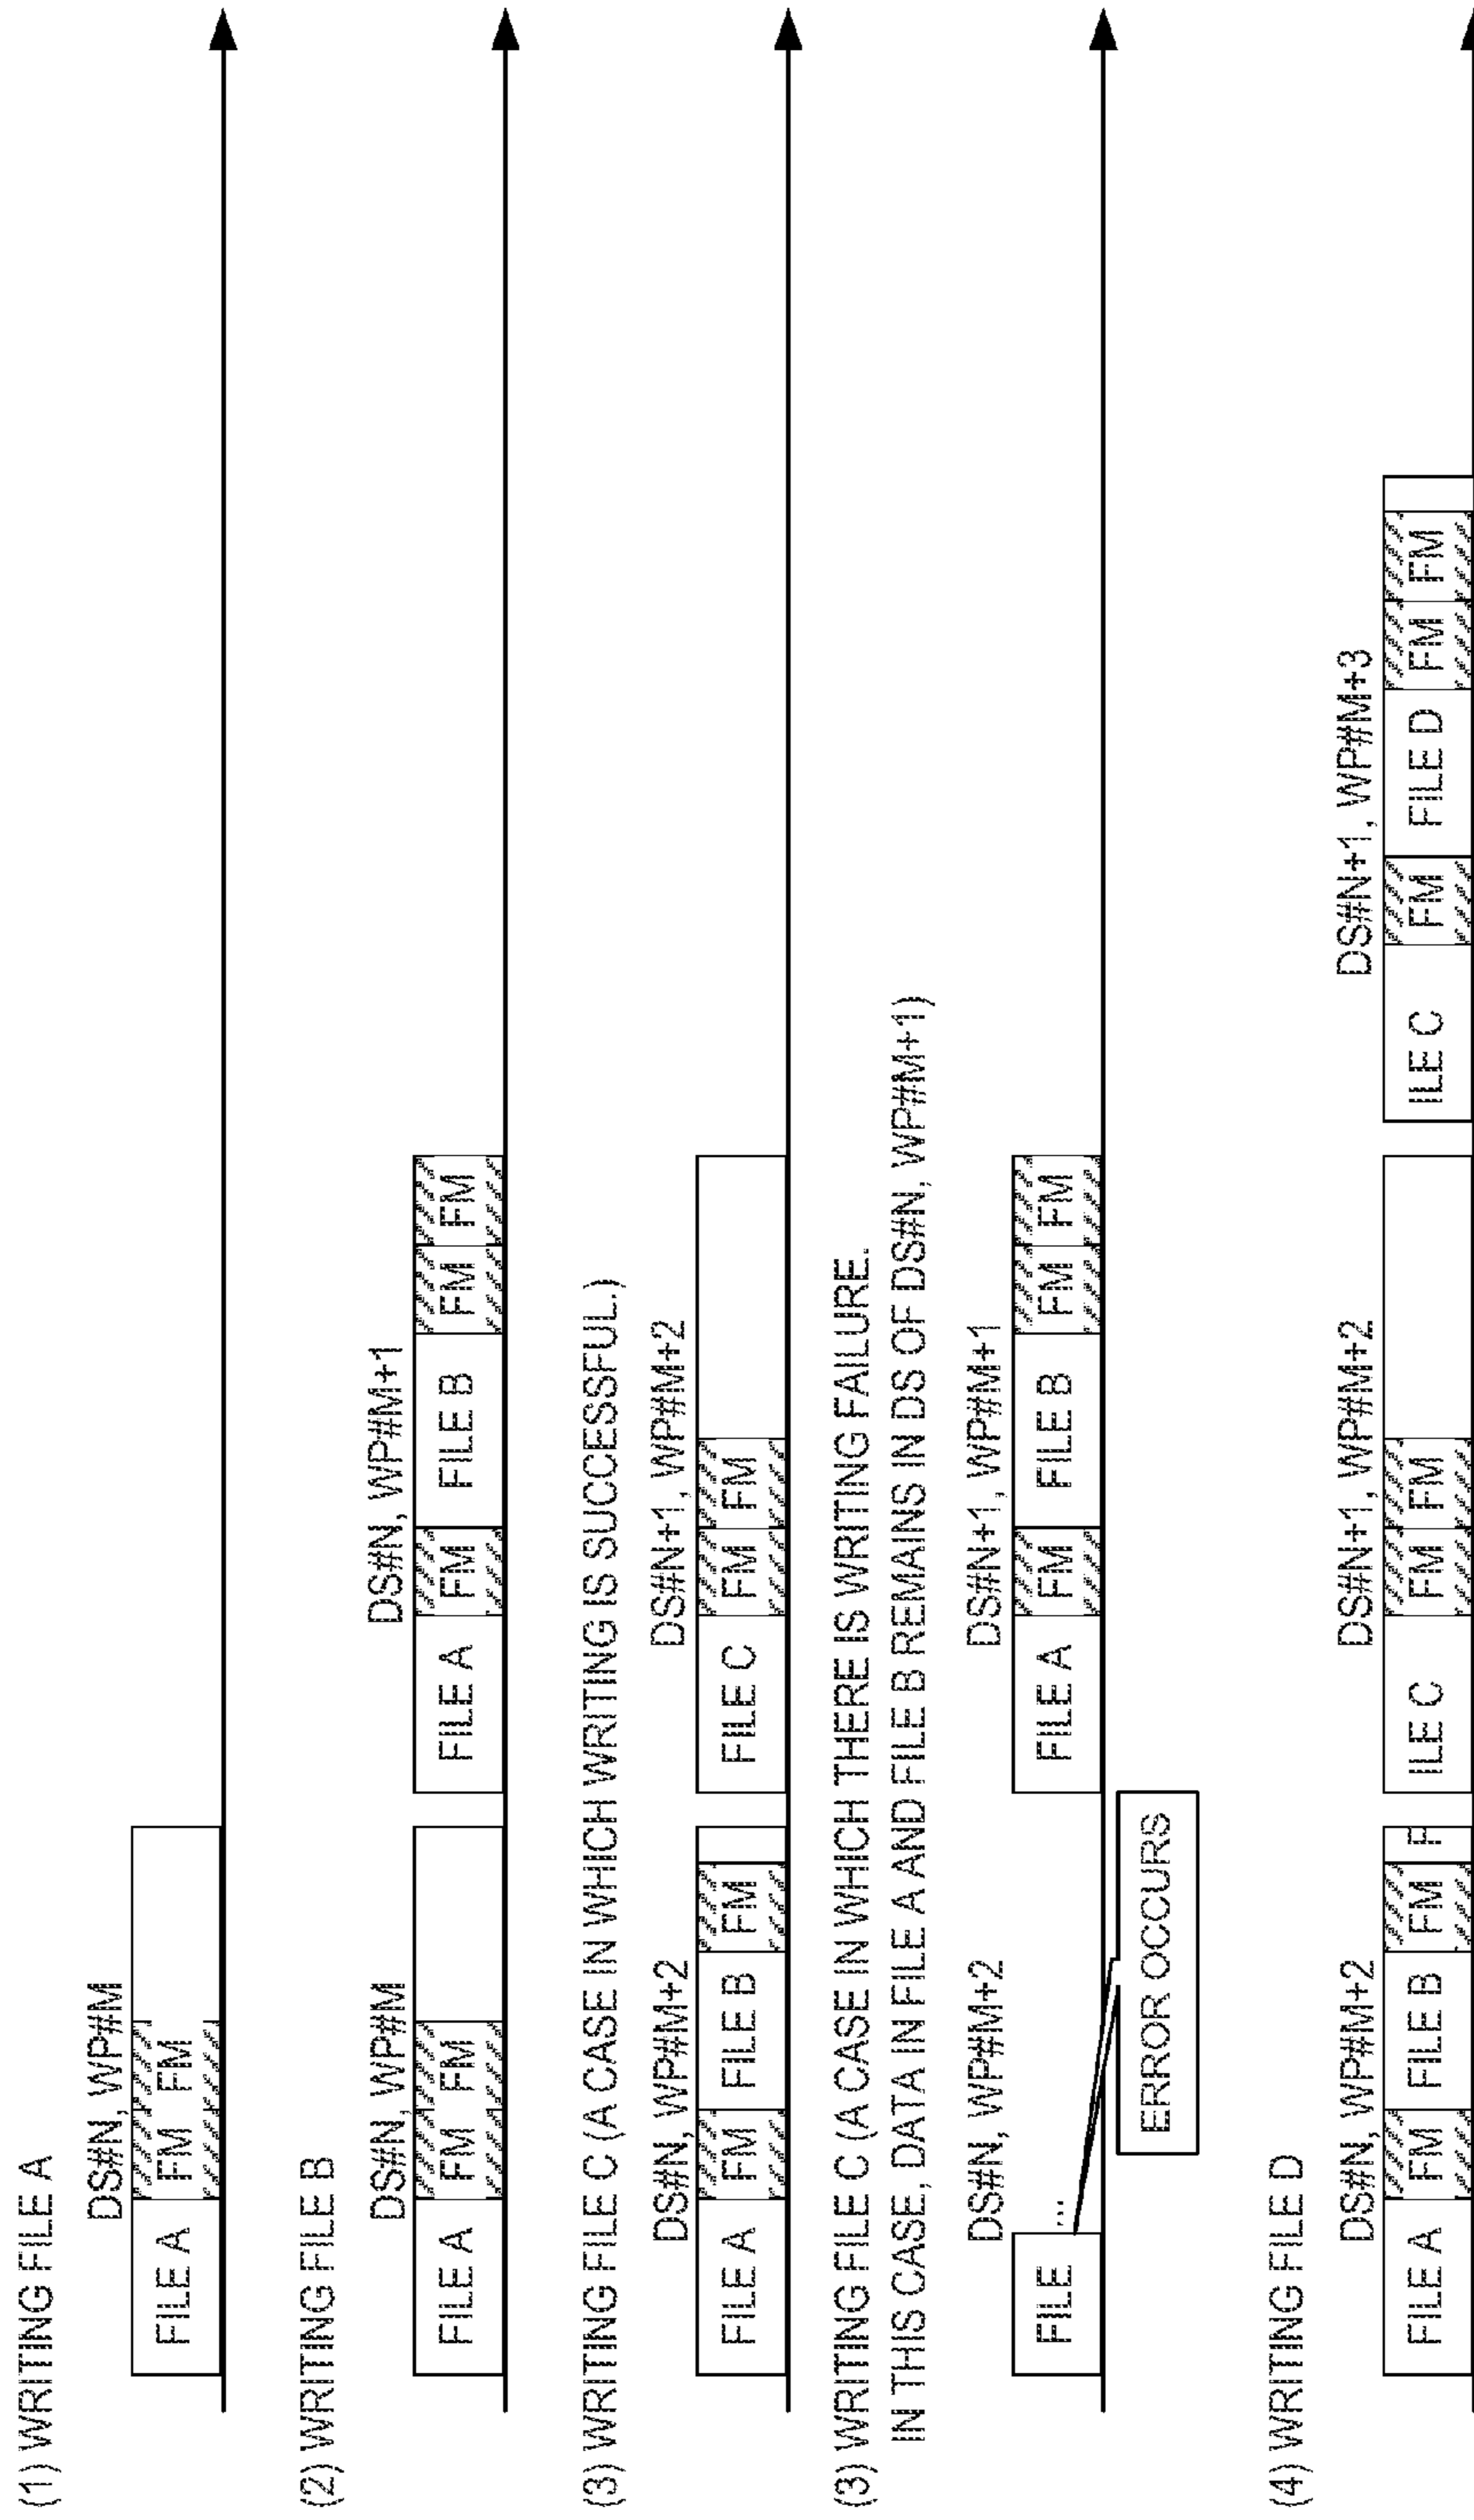 (1) WRITING FILE A
DS#N, WP#M
FILE A FM FM
(2) WRITING FILE B
DS#N, WP#M DS#N, WP#M+1
FILE A FM FM FILE A FM FILE B FM FM
(3) WRITING FILE C (A CASE IN WHICH WRITING IS SUCCESSFUL.)
DS#N, WP#M+2 DS#N+1, WP#M+2
FILE A FM FILE B FM FILE C FM FM
(3) WRITING FILE C (A CASE IN WHICH THERE IS WRITING FAILURE.
IN THIS CASE, DATA IN FILE A AND FILE B REMAINS IN DS OF DS#N, WP#M+1)
DS#N, WP#M+2 DS#N+1, WP#M+1
FILE ... FILE A FM FILE B FM FM
ERROR OCCURS
(4) WRITING FILE D
DS#N, WP#M+2 DS#N+1, WP#M+2 DS#N+1, WP#M+3
FILE A FM FILE B FM F ILE C FM FM ILE C FM FILE D FM FM